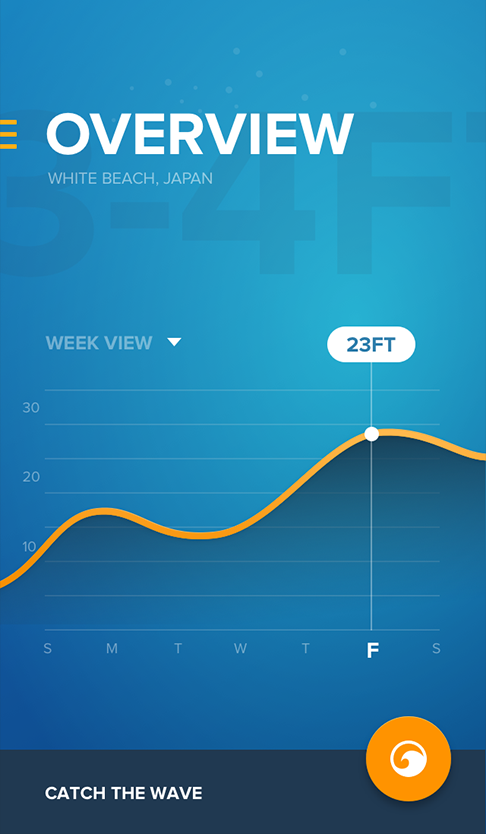 3-4FT
OVERVIEW
WHITE BEACH, JAPAN
WEEK VIEW
23FT
30
20
10
S M T W T F S
CATCH THE WAVE